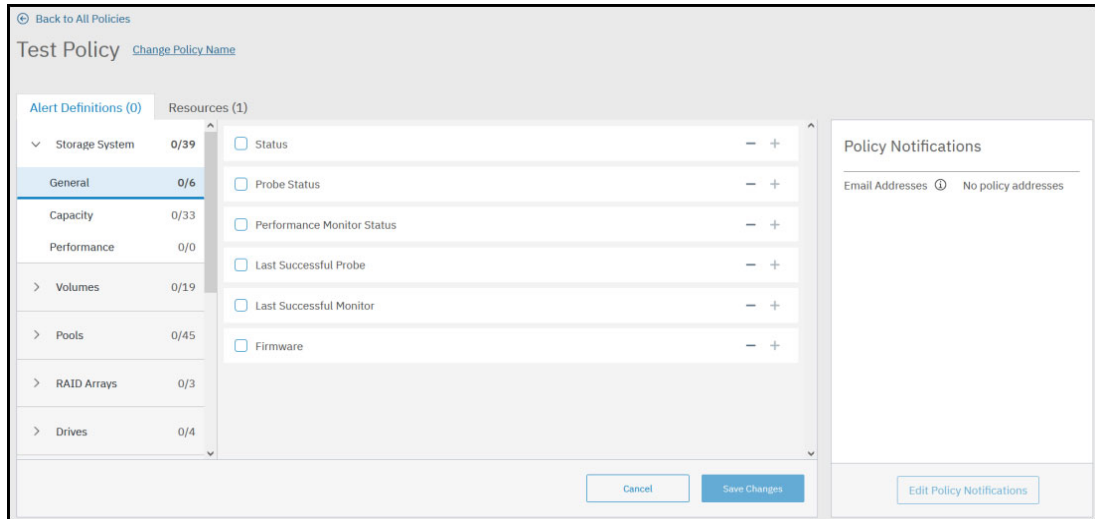 Back to All Policies
Test Policy Change Policy Name
Alert Definitions (0) Resources (1)
Storage System 0/39
General 0/6
Capacity 0/33
Performance 0/0
Volumes 0/19
Pools 0/45
RAID Arrays 0/3
Drives 0/4
Status
Probe Status
Performance Monitor Status
Last Successful Probe
Last Successful Monitor
Firmware
Cancel Save Changes
Policy Notifications
Email Addresses No policy addresses
Edit Policy Notifications